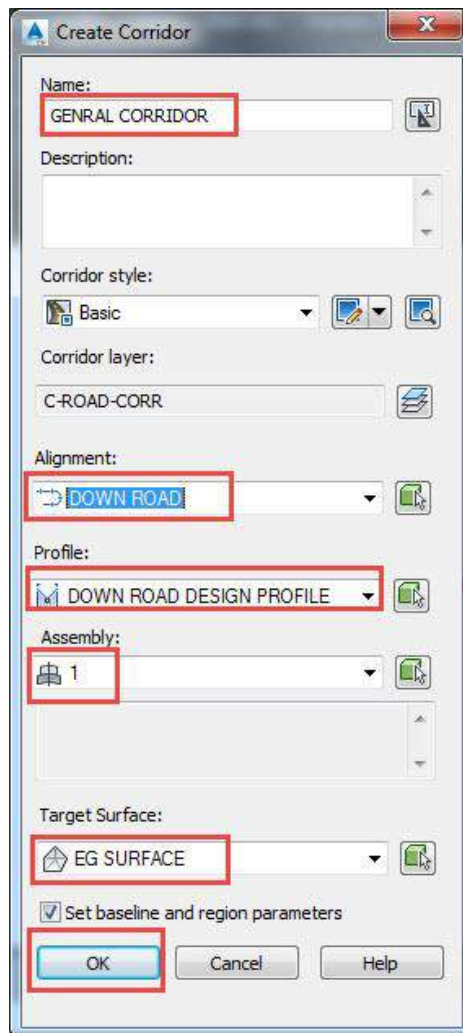 Create Corridor
Name:
GENRAL CORRIDOR
Description:
Corridor style:
Basic
Corridor layer:
C-ROAD-CORR
Alignment:
DOWN ROAD
Profile:
DOWN ROAD DESIGN PROFILE
Assembly:
1
Target Surface:
EG SURFACE
Set baseline and region parameters
OK Cancel Help